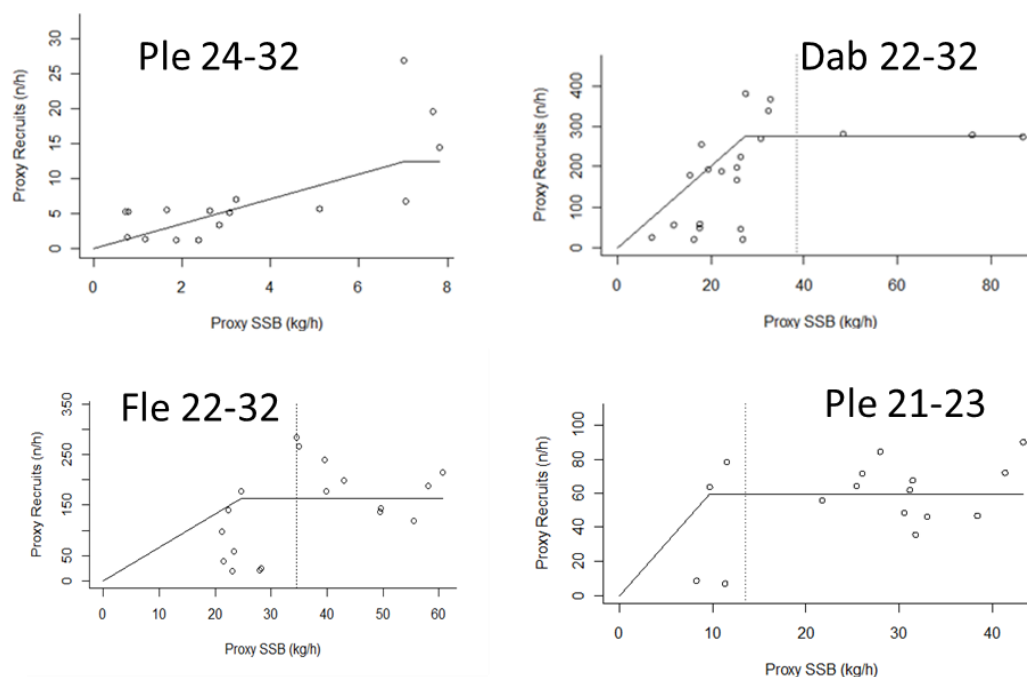 Ple 24-32
Proxy Recruits (n/h)
30
25
20
15
10
5
0
0 2 4 6 8
Proxy SSB (kg/h)
Dab 22-32
Proxy Recruits (n/h)
400
300
200
100
0
0 20 40 60 80
Proxy SSB (kg/h)
Fle 22-32
Proxy Recruits (n/h)
350
250
150
50
0
0 10 20 30 40 50 60
Proxy SSB (kg/h)
Ple 21-23
Proxy Recruits (n/h)
100
80
60
40
20
0
0 10 20 30 40
Proxy SSB (kg/h)